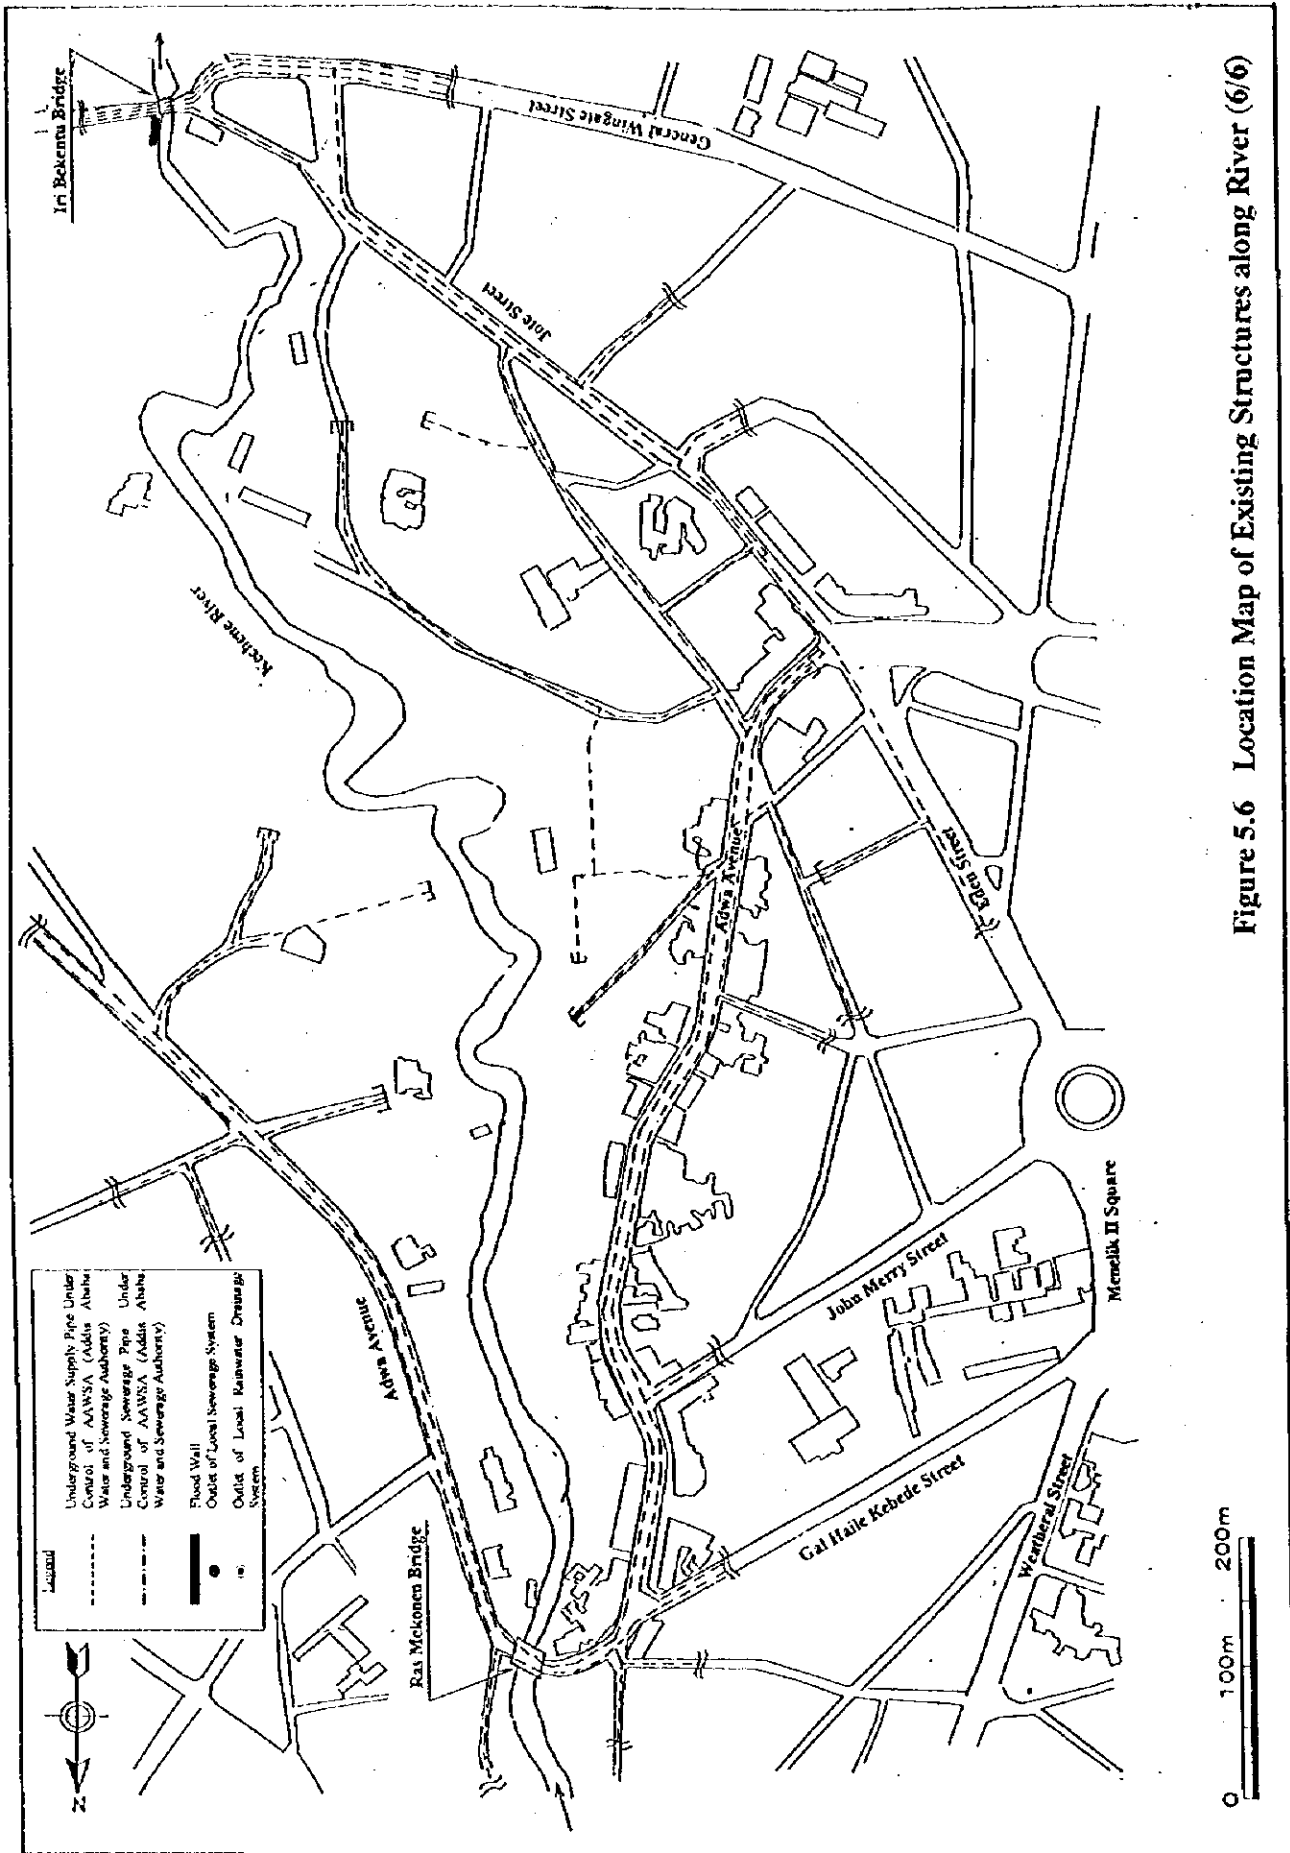 Iri Bekentu Bridge
General Wingate Street
Jote Street
Kecheme River
Adwa Avenue
Eden Street
Legend
Underground Water Supply Pipe Under
Control of AAWSA (Addis Ababa
Water and Sewerage Authority)
Underground Sewerage Pipe Under
Control of AAWSA (Addis Ababa
Water and Sewerage Authority)
Flood Wall
Outlet of Local Sewerage System
Outlet of Local Rainwater Drainage
System
N
Adwa Avenue
Ras Mekonen Bridge
John Merry Street
Menelik II Square
Gal Haile Kebede Street
Weatheral Street
0 100m 200m
Figure 5.6 Location Map of Existing Structures along River (6/6)